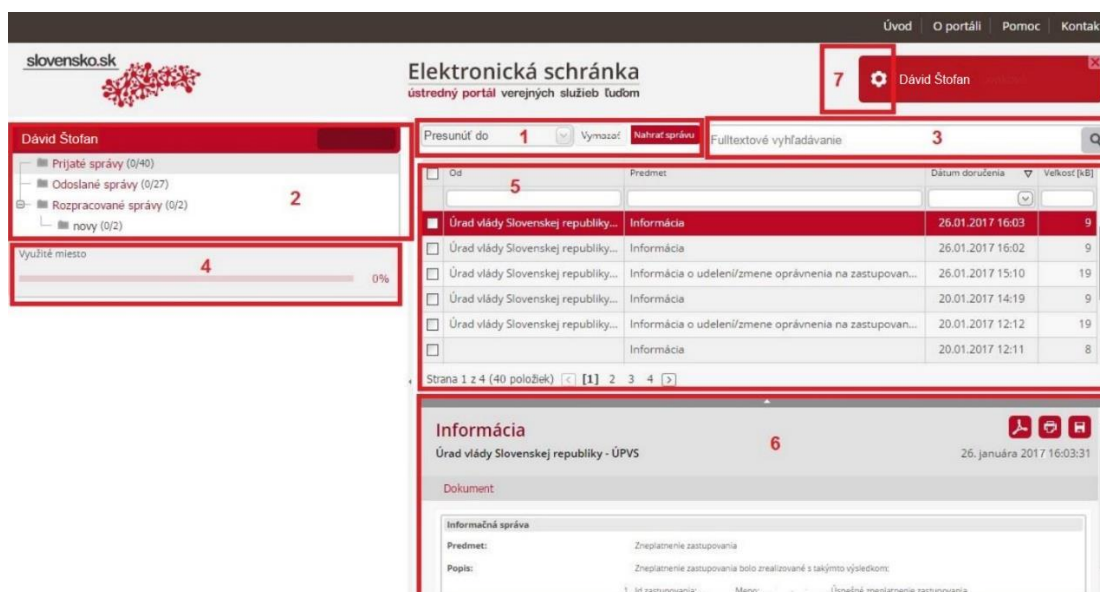 Úvod O portáli Pomoc Kontak
slovensko.sk
Elektronická schránka
ústredný portál verejných služieb ľuďom
7
Dávid Štofan
Dávid Štofan
Presunúť do
1
Vymazať
Nahrať správu
Fulltextové vyhľadávanie
3
Prijaté správy (0/40)
Odoslané správy (0/27)
Rozpracované správy (0/2)
novy (0/2)
2
Využité miesto
4
0%
Od Predmet Dátum doručenia Veľkosť [kB]
5
Úrad vlády Slovenskej republiky... Informácia 26.01.2017 16:03 9
Úrad vlády Slovenskej republiky... Informácia 26.01.2017 16:02 9
Úrad vlády Slovenskej republiky... Informácia o udelení/zmene oprávnenia na zastupovan... 26.01.2017 15:10 19
Úrad vlády Slovenskej republiky... Informácia 20.01.2017 14:19 9
Úrad vlády Slovenskej republiky... Informácia o udelení/zmene oprávnenia na zastupovan... 20.01.2017 12:12 19
Informácia 20.01.2017 12:11 8
Strana 1 z 4 (40 položiek) [1] 2 3 4
Informácia
6
Úrad vlády Slovenskej republiky - ÚPVS
26. januára 2017 16:03:31
Dokument
Informačná správa
Predmet: Zneplatnenie zastupovania
Popis: Zneplatnenie zastupovania bolo zrealizované s takýmto výsledkom:
1. Id zastupovania: Meno: Úspešné zneplatnenie zastupovania